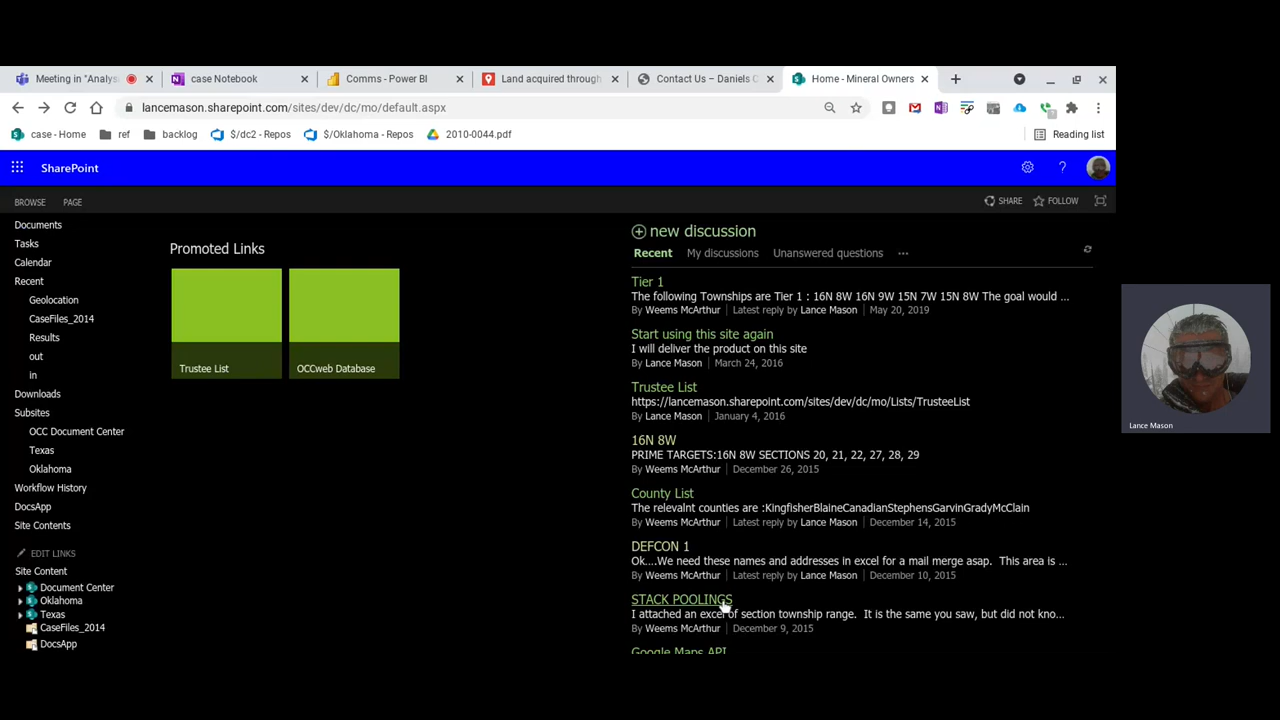 Meeting in "Analys
case Notebook
Comms - Power BI
Land acquired through
Contact Us – Daniels C
Home - Mineral Owners
lancemason.sharepoint.com/sites/dev/dc/mo/default.aspx
case - Home
ref
backlog
$/dc2 - Repos
$/Oklahoma - Repos
2010-0044.pdf
Reading list
SharePoint
BROWSE
PAGE
SHARE
FOLLOW
Documents
Tasks
Calendar
Recent
Geolocation
CaseFiles_2014
Results
out
in
Downloads
Subsites
OCC Document Center
Texas
Oklahoma
Workflow History
DocsApp
Site Contents
EDIT LINKS
Site Content
Document Center
Oklahoma
Texas
CaseFiles_2014
DocsApp
Promoted Links
Trustee List
OCCweb Database
new discussion
Recent My discussions Unanswered questions ...
Tier 1
The following Townships are Tier 1 : 16N 8W 16N 9W 15N 7W 15N 8W The goal would ...
By Weems McArthur | Latest reply by Lance Mason | May 20, 2019
Start using this site again
I will deliver the product on this site
By Lance Mason | March 24, 2016
Trustee List
https://lancemason.sharepoint.com/sites/dev/dc/mo/Lists/TrusteeList
By Lance Mason | January 4, 2016
16N 8W
PRIME TARGETS:16N 8W SECTIONS 20, 21, 22, 27, 28, 29
By Weems McArthur | December 26, 2015
County List
The relevalnt counties are :KingfisherBlaineCanadianStephensGarvinGradyMcClain
By Weems McArthur | Latest reply by Lance Mason | December 14, 2015
DEFCON 1
Ok....We need these names and addresses in excel for a mail merge asap. This area is ...
By Weems McArthur | Latest reply by Lance Mason | December 10, 2015
STACK POOLINGS
I attached an excel of section township range. It is the same you saw, but did not kno...
By Weems McArthur | December 9, 2015
Google Maps API
Lance Mason